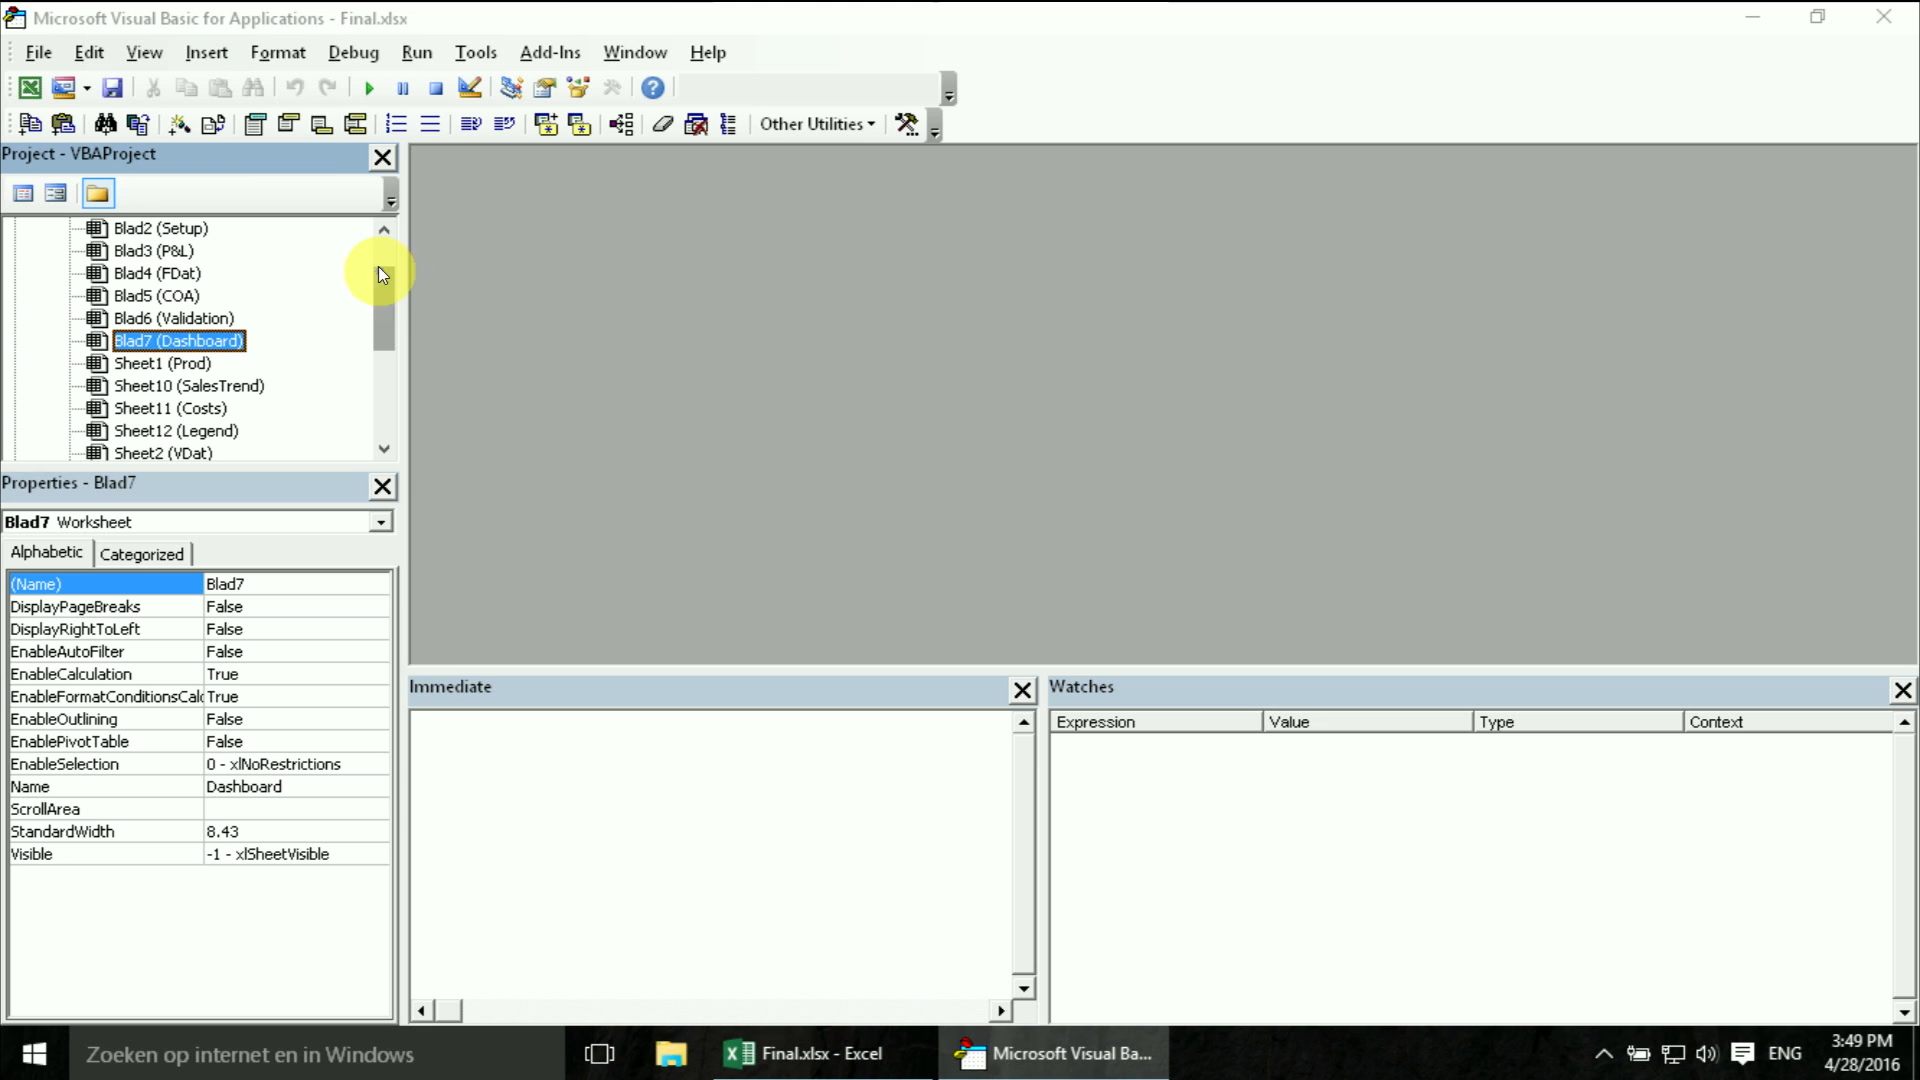 Microsoft Visual Basic for Applications - Final.xlsx
File Edit View Insert Format Debug Run Tools Add-Ins Window Help
Other Utilities
Project - VBAProject
Blad2 (Setup)
Blad3 (P&L)
Blad4 (FDat)
Blad5 (COA)
Blad6 (Validation)
Blad7 (Dashboard)
Sheet1 (Prod)
Sheet10 (SalesTrend)
Sheet11 (Costs)
Sheet12 (Legend)
Sheet2 (VDat)
Properties - Blad7
Blad7 Worksheet
Alphabetic Categorized
(Name) Blad7
DisplayPageBreaks False
DisplayRightToLeft False
EnableAutoFilter False
EnableCalculation True
EnableFormatConditionsCalc True
EnableOutlining False
EnablePivotTable False
EnableSelection 0 - xlNoRestrictions
Name Dashboard
ScrollArea
StandardWidth 8.43
Visible -1 - xlSheetVisible
Immediate
Watches
Expression Value Type Context
Zoeken op internet en in Windows
Final.xlsx - Excel
Microsoft Visual Ba...
ENG
3:49 PM
4/28/2016